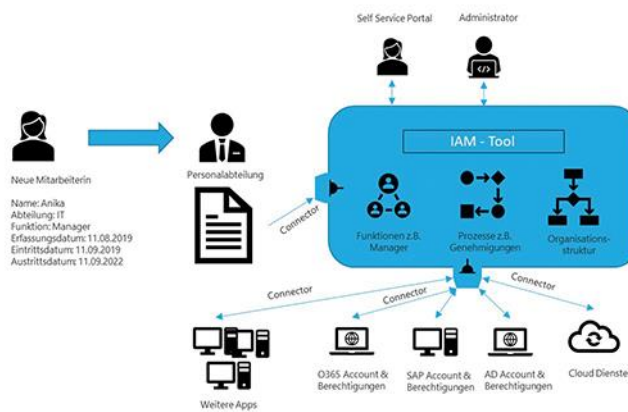 Self Service Portal
Administrator
IAM - Tool
Neue Mitarbeiterin
Personalabteilung
Name: Anika
Abteilung: IT
Funktion: Manager
Erfassungsdatum: 11.08.2019
Eintrittsdatum: 11.09.2019
Austrittsdatum: 11.09.2022
Connector
Funktionen z.B.
Manager
Prozesse z.B.
Genehmigungen
Organisations-
struktur
Connector
Connector
Connector
Weitere Apps
O365 Account &
Berechtigungen
SAP Account &
Berechtigungen
AD Account &
Berechtigungen
Cloud Dienste